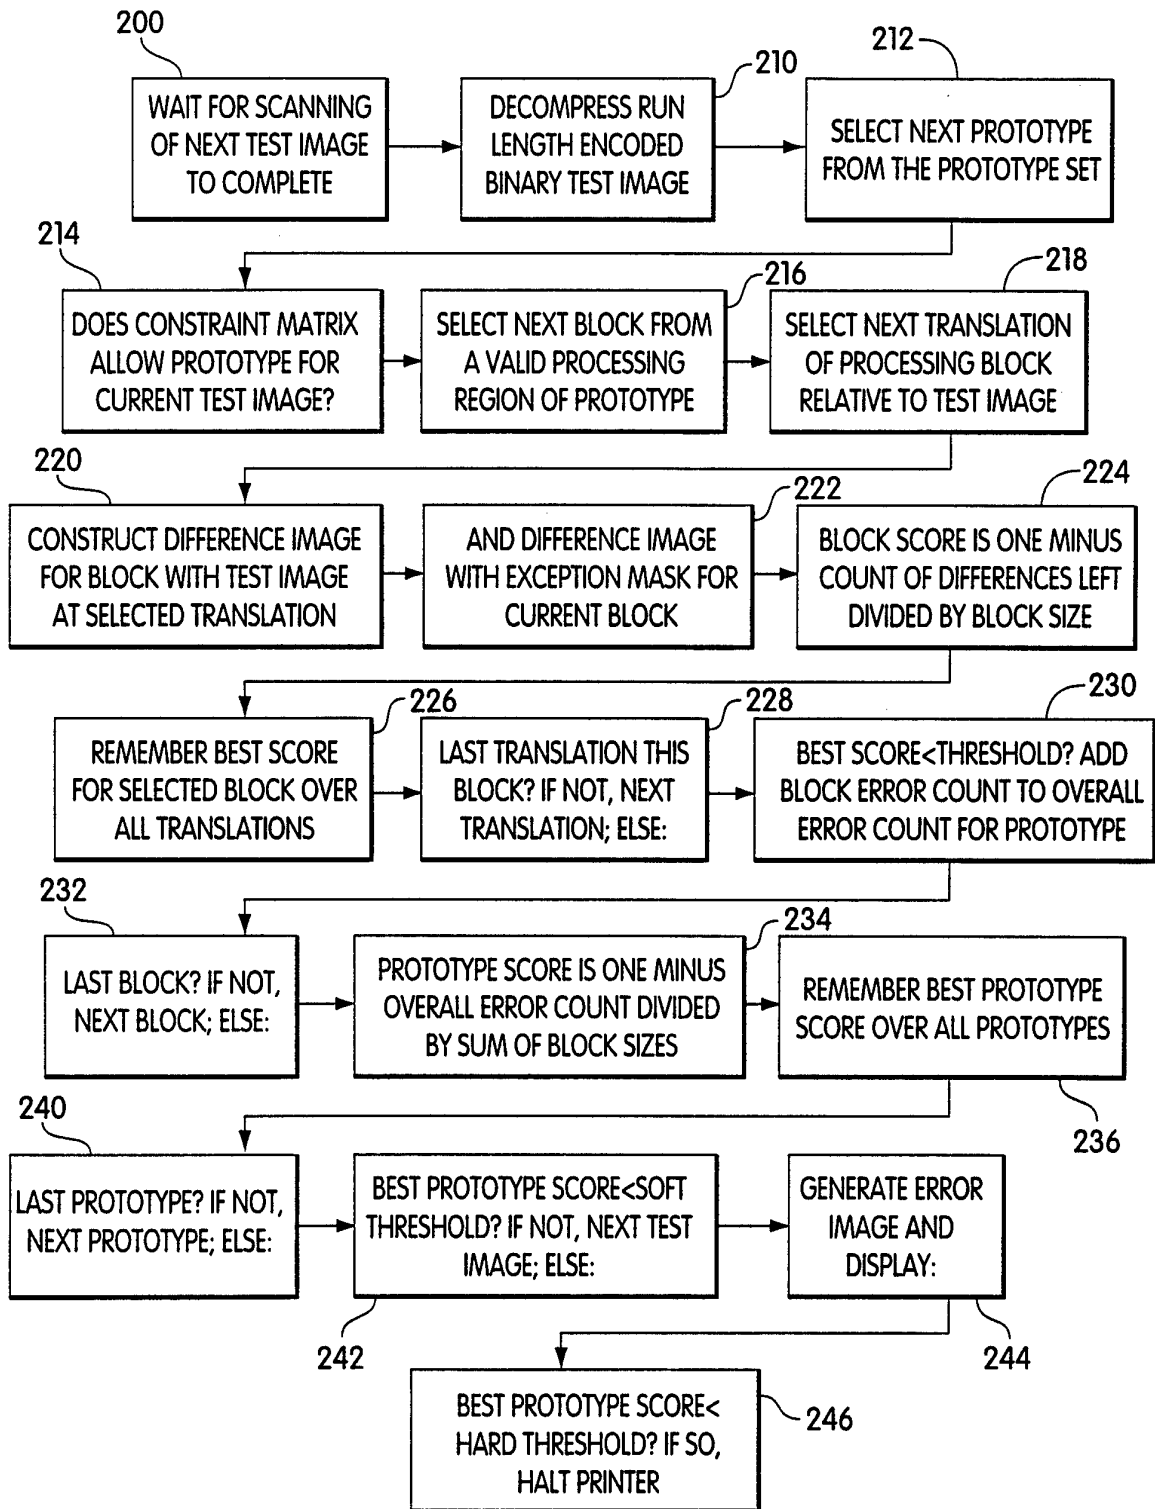 200
WAIT FOR SCANNING
OF NEXT TEST IMAGE
TO COMPLETE
210
DECOMPRESS RUN
LENGTH ENCODED
BINARY TEST IMAGE
212
SELECT NEXT PROTOTYPE
FROM THE PROTOTYPE SET
214
DOES CONSTRAINT MATRIX
ALLOW PROTOTYPE FOR
CURRENT TEST IMAGE?
216
SELECT NEXT BLOCK FROM
A VALID PROCESSING
REGION OF PROTOTYPE
218
SELECT NEXT TRANSLATION
OF PROCESSING BLOCK
RELATIVE TO TEST IMAGE
220
CONSTRUCT DIFFERENCE IMAGE
FOR BLOCK WITH TEST IMAGE
AT SELECTED TRANSLATION
222
AND DIFFERENCE IMAGE
WITH EXCEPTION MASK FOR
CURRENT BLOCK
224
BLOCK SCORE IS ONE MINUS
COUNT OF DIFFERENCES LEFT
DIVIDED BY BLOCK SIZE
226
REMEMBER BEST SCORE
FOR SELECTED BLOCK OVER
ALL TRANSLATIONS
228
LAST TRANSLATION THIS
BLOCK? IF NOT, NEXT
TRANSLATION; ELSE:
230
BEST SCORE<THRESHOLD? ADD
BLOCK ERROR COUNT TO OVERALL
ERROR COUNT FOR PROTOTYPE
232
LAST BLOCK? IF NOT,
NEXT BLOCK; ELSE:
234
PROTOTYPE SCORE IS ONE MINUS
OVERALL ERROR COUNT DIVIDED
BY SUM OF BLOCK SIZES
REMEMBER BEST PROTOTYPE
SCORE OVER ALL PROTOTYPES
236
240
LAST PROTOTYPE? IF NOT,
NEXT PROTOTYPE; ELSE:
BEST PROTOTYPE SCORE<SOFT
THRESHOLD? IF NOT, NEXT TEST
IMAGE; ELSE:
242
GENERATE ERROR
IMAGE AND
DISPLAY:
244
BEST PROTOTYPE SCORE<
HARD THRESHOLD? IF SO,
HALT PRINTER
246